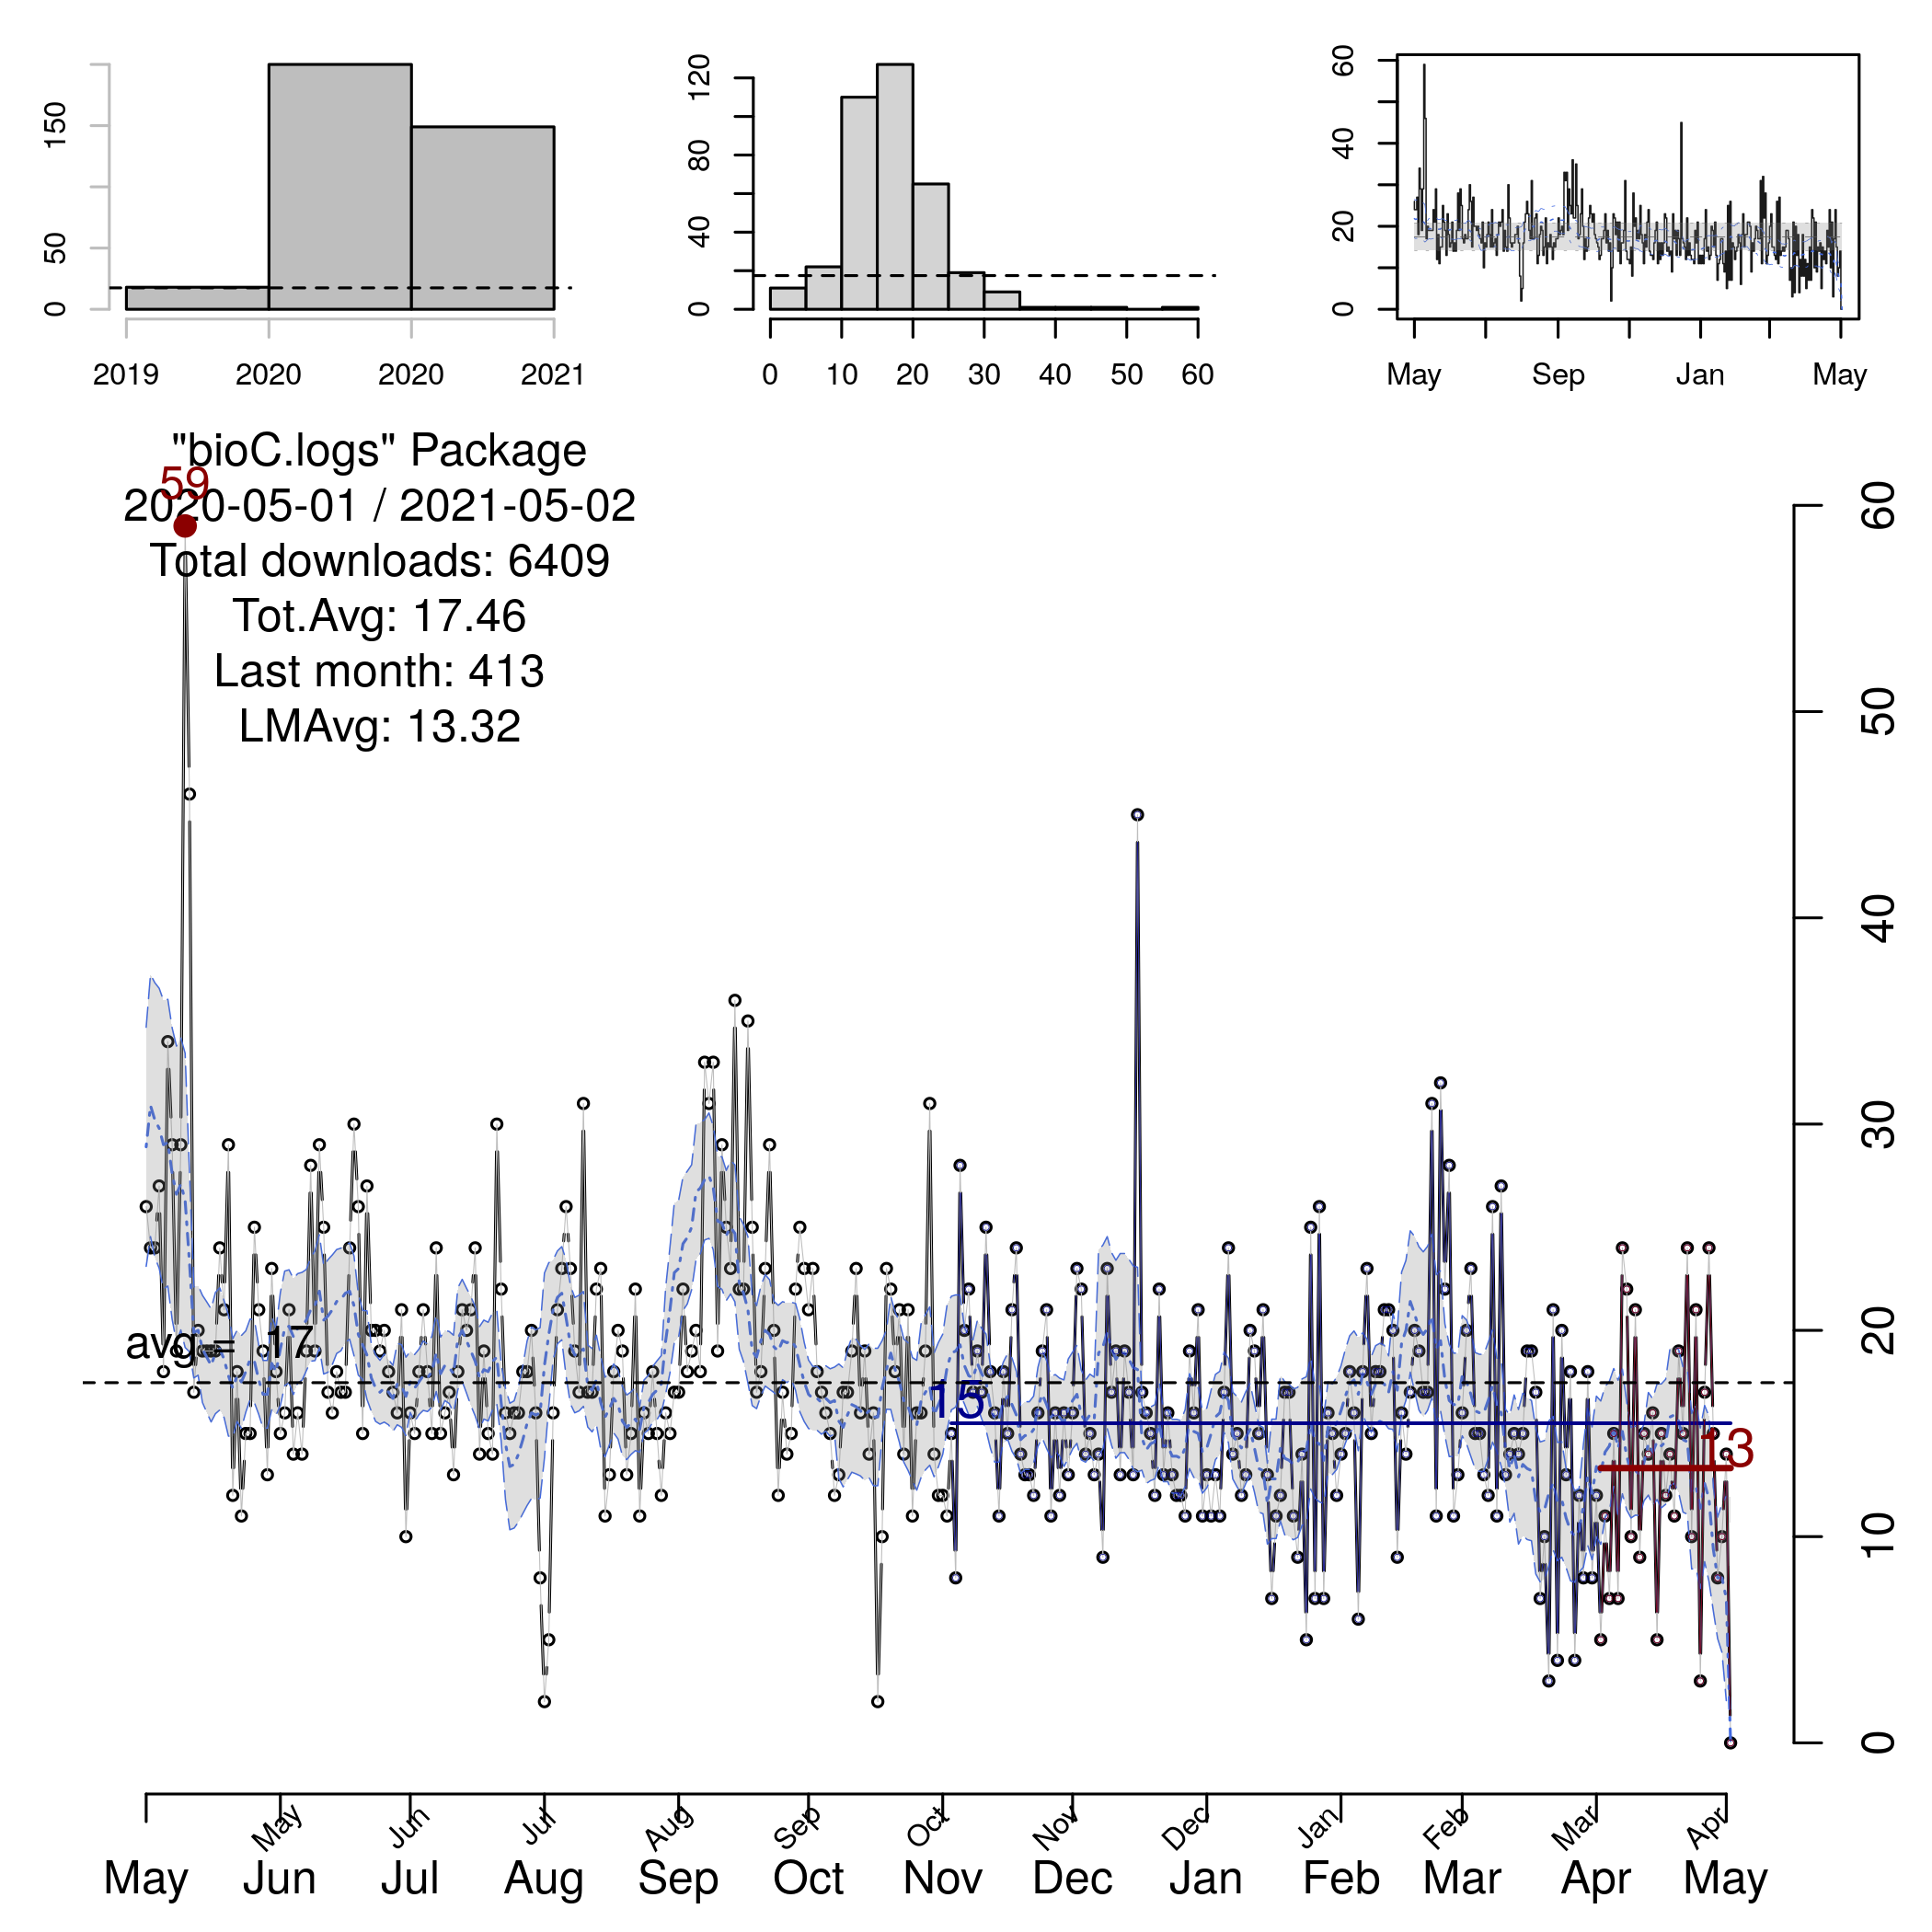 0 50 150
2019 2020 2020 2021
0 40 80 120
0 10 20 30 40 50 60
0 20 40 60
May Sep Jan May
"bioC.logs" Package
59
2020-05-01 / 2021-05-02
Total downloads: 6409
Tot.Avg: 17.46
Last month: 413
LMAvg: 13.32
avg = 17
15
13
0 10 20 30 40 50 60
May Jun Jul Aug Sep Oct Nov Dec Jan Feb Mar Apr
May Jun Jul Aug Sep Oct Nov Dec Jan Feb Mar Apr May